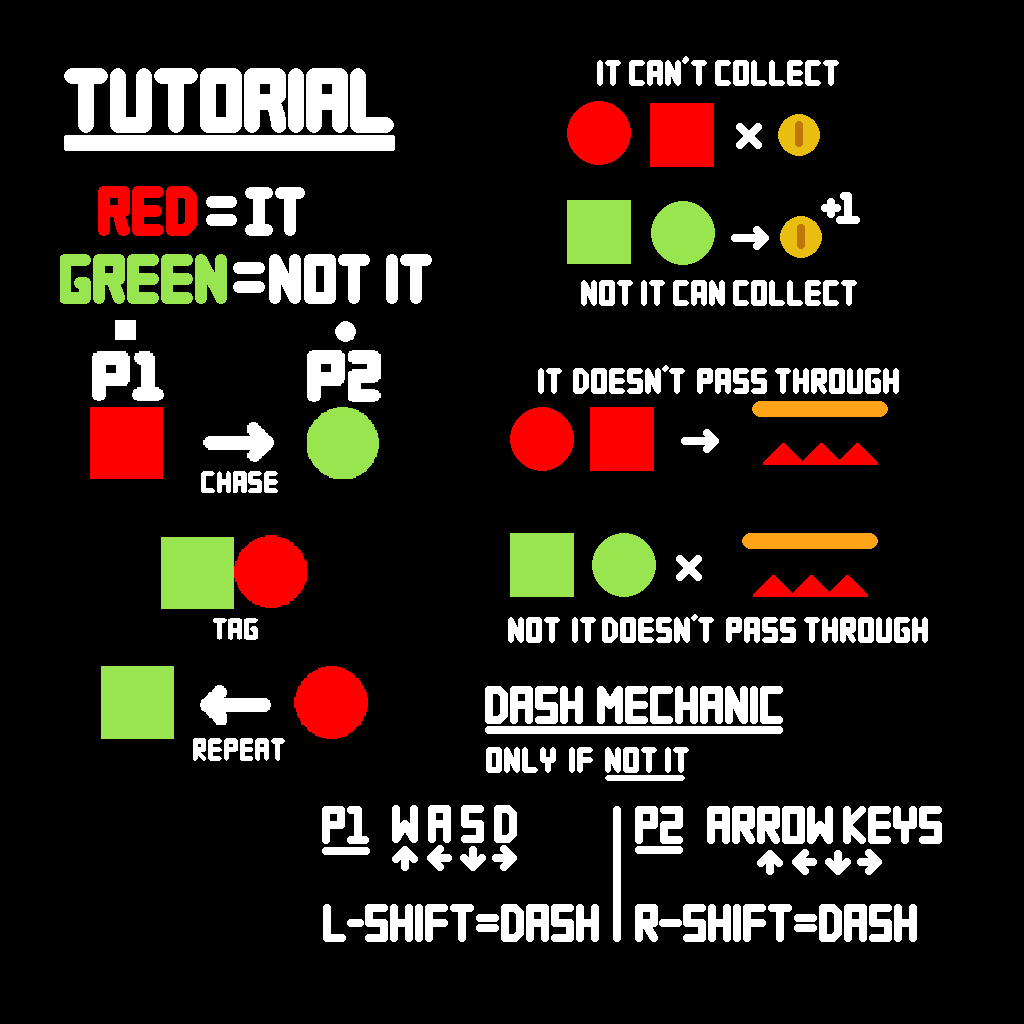 TUTORIAL
RED=IT
GREEN=NOT IT
P1 P2
CHASE
TAG
REPEAT
IT CAN'T COLLECT
+1
NOT IT CAN COLLECT
IT DOESN'T PASS THROUGH
NOT IT DOESN'T PASS THROUGH
DASH MECHANIC
ONLY IF NOT IT
P1 W A S D
L-SHIFT=DASH
P2 ARROW KEYS
R-SHIFT=DASH